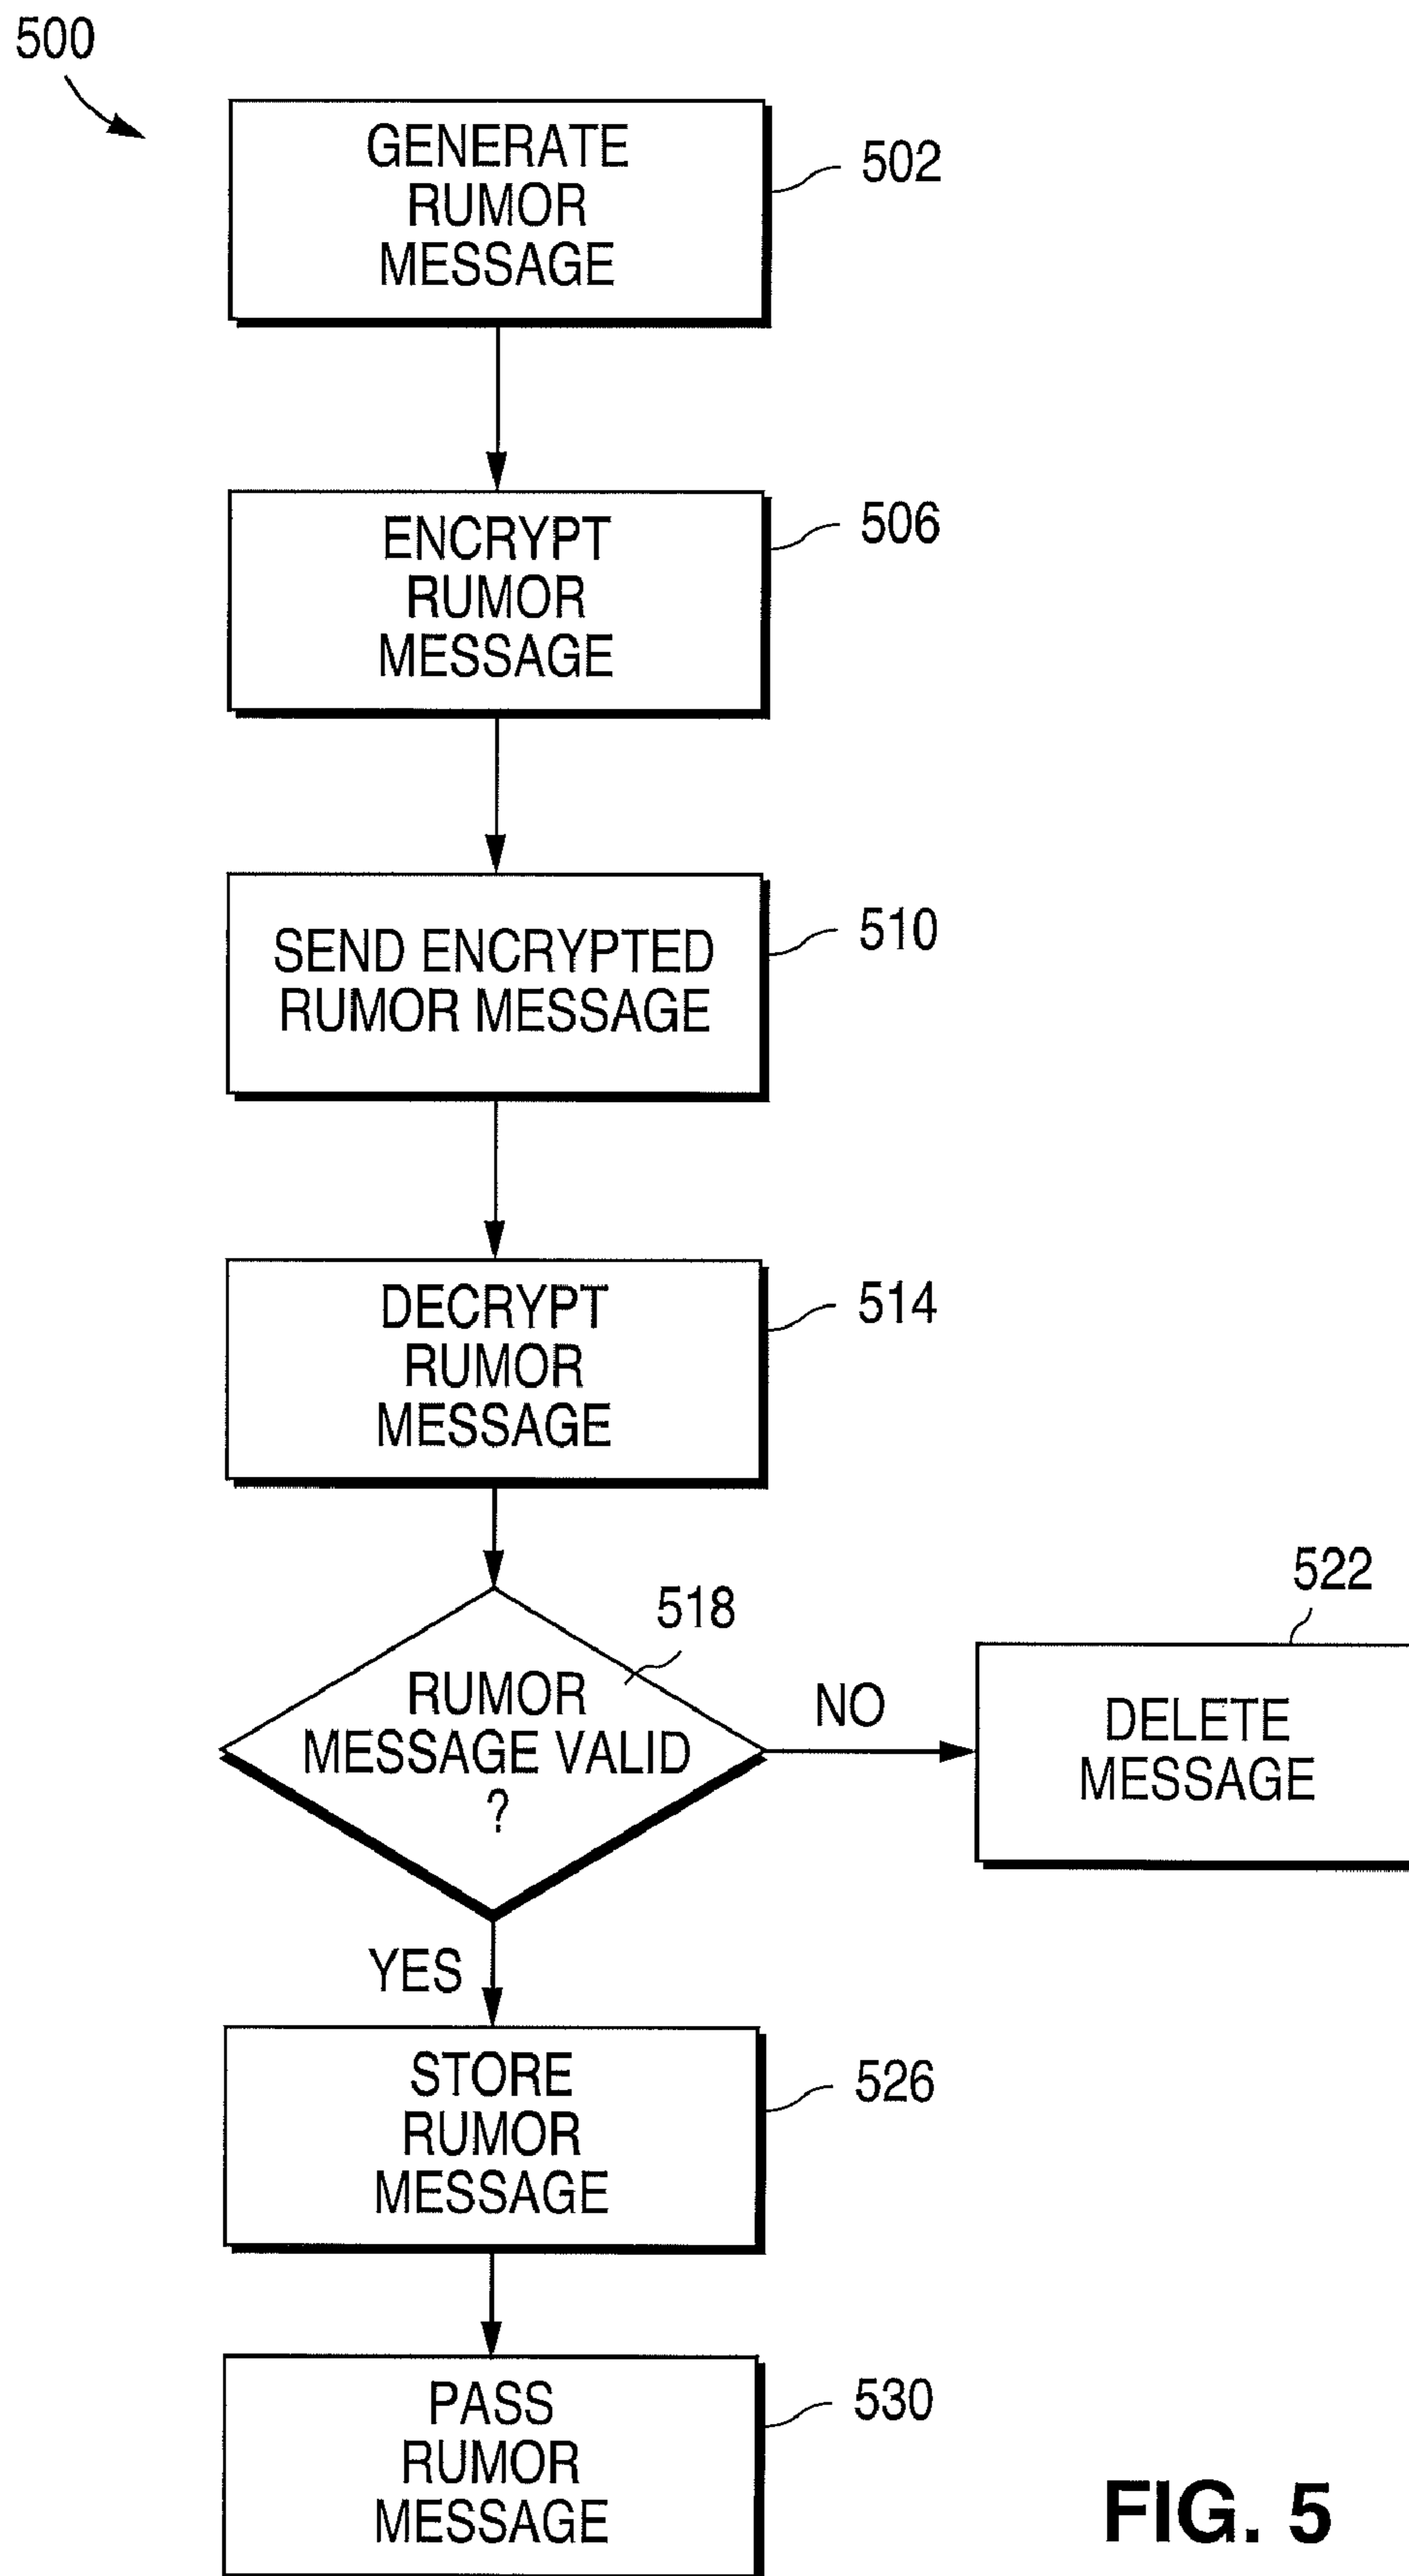 500
GENERATE
RUMOR
MESSAGE
502
ENCRYPT
RUMOR
MESSAGE
506
SEND ENCRYPTED
RUMOR MESSAGE
510
DECRYPT
RUMOR
MESSAGE
514
518
RUMOR
MESSAGE VALID
?
NO
522
DELETE
MESSAGE
YES
STORE
RUMOR
MESSAGE
526
PASS
RUMOR
MESSAGE
530
FIG. 5